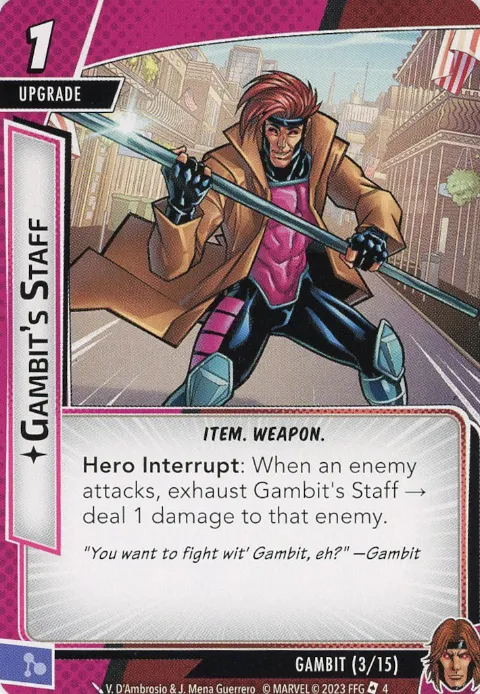 1
UPGRADE
GAMBIT'S STAFF
ITEM. WEAPON.
Hero Interrupt: When an enemy
attacks, exhaust Gambit's Staff →
deal 1 damage to that enemy.
"You want to fight wit' Gambit, eh?" —Gambit
GAMBIT (3/15)
V. D'Ambrosio & J. Mena Guerrero © MARVEL © 2023 FFG 4